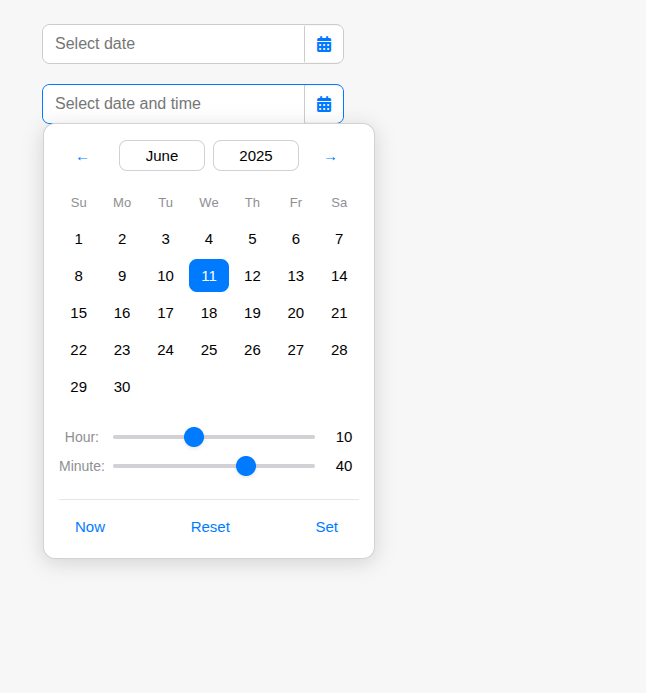 Select date
Select date and time
← June 2025 →
Su Mo Tu We Th Fr Sa
1 2 3 4 5 6 7
8 9 10 11 12 13 14
15 16 17 18 19 20 21
22 23 24 25 26 27 28
29 30
Hour: 10
Minute: 40
Now Reset Set